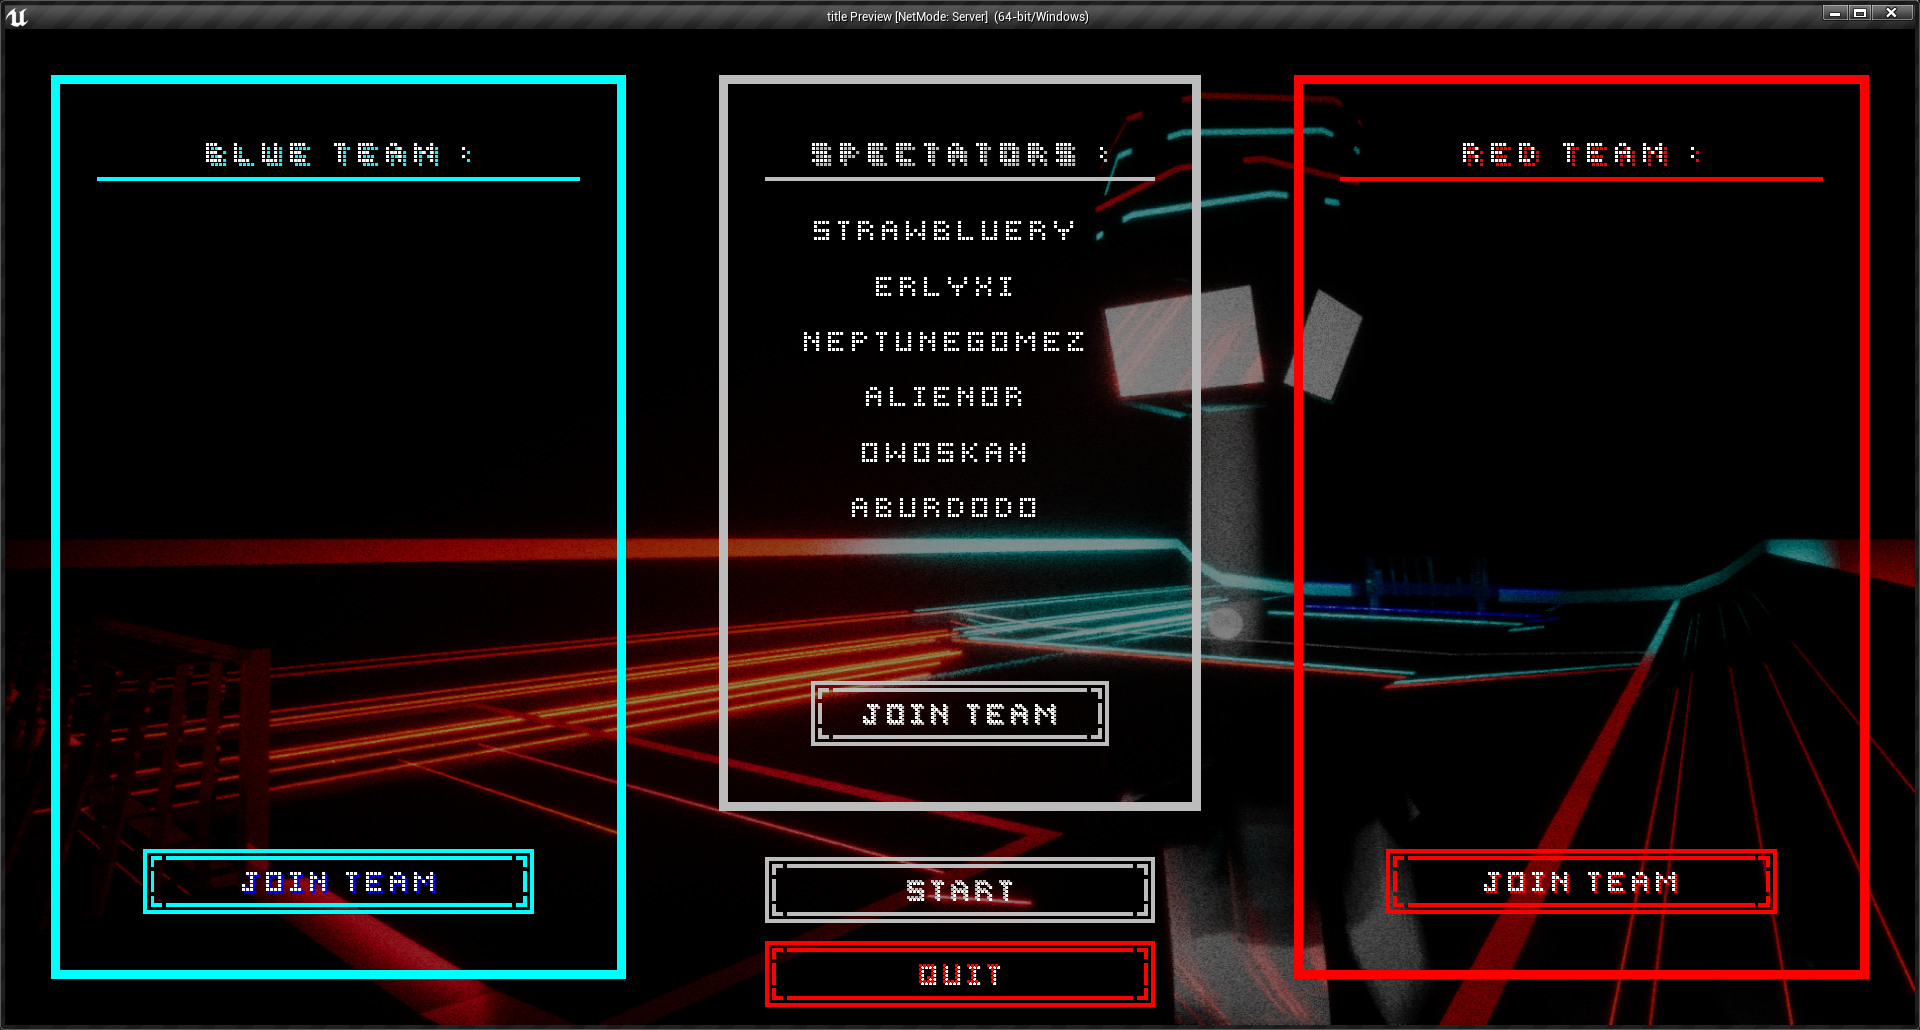 title Preview [NetMode: Server] (64-bit/Windows)
BLUE TEAM :
JOIN TEAM
SPECTATORS :
STRAWBLUERY
ERLYXI
NEPTUNEGOMEZ
ALIENOR
OWOSKAN
ABURDODO
JOIN TEAM
START
QUIT
RED TEAM :
JOIN TEAM